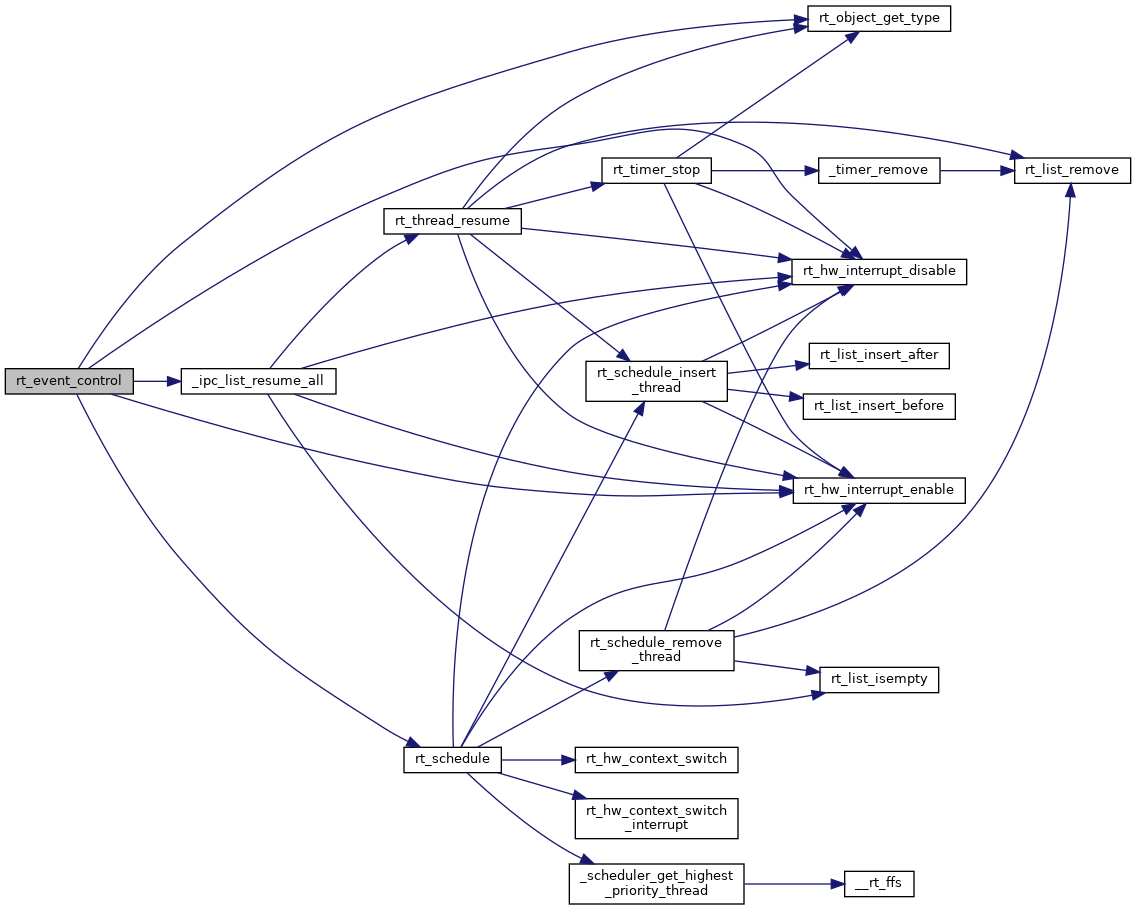 rt_object_get_type
rt_timer_stop
_timer_remove
rt_list_remove
rt_thread_resume
rt_hw_interrupt_disable
rt_list_insert_after
rt_event_control
_ipc_list_resume_all
rt_schedule_insert
_thread
rt_list_insert_before
rt_hw_interrupt_enable
rt_schedule_remove
_thread
rt_list_isempty
rt_schedule
rt_hw_context_switch
rt_hw_context_switch
_interrupt
_scheduler_get_highest
_priority_thread
__rt_ffs